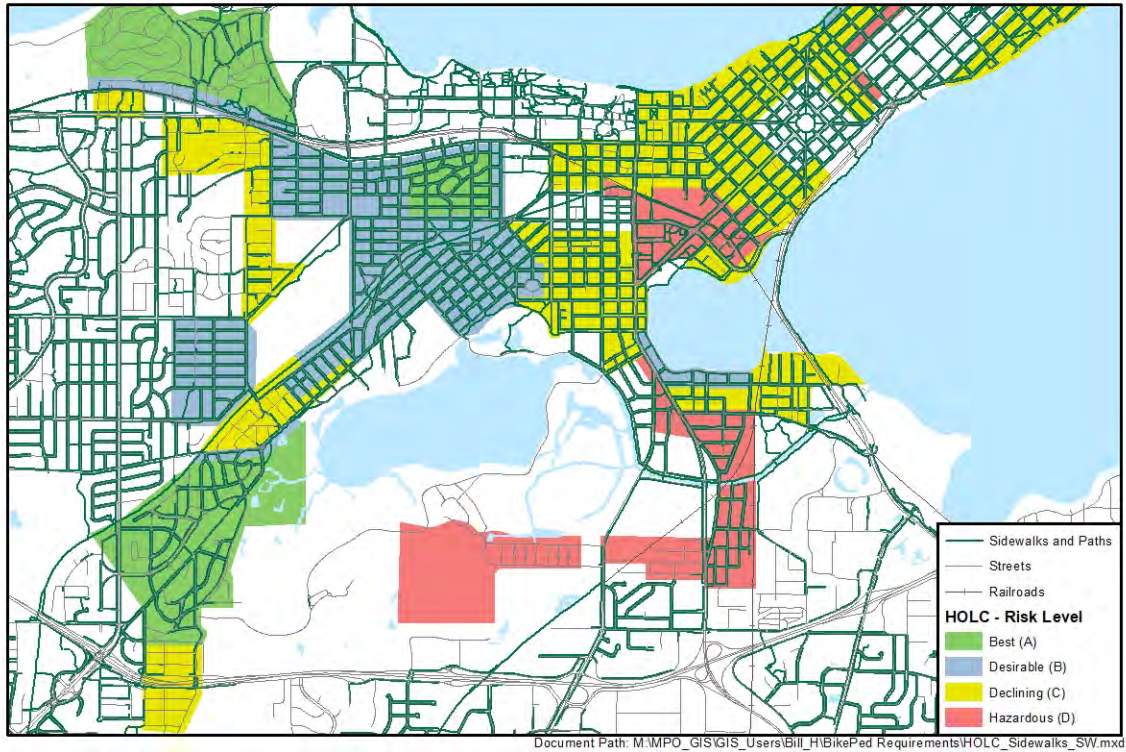 Sidewalks and Paths
Streets
Railroads
HOLC - Risk Level
Best (A)
Desirable (B)
Declining (C)
Hazardous (D)
Document Path: M:\MPO_GIS\GIS_Users\Bill_H\BikePed Requirements\HOLC_Sidewalks_SW.mxd